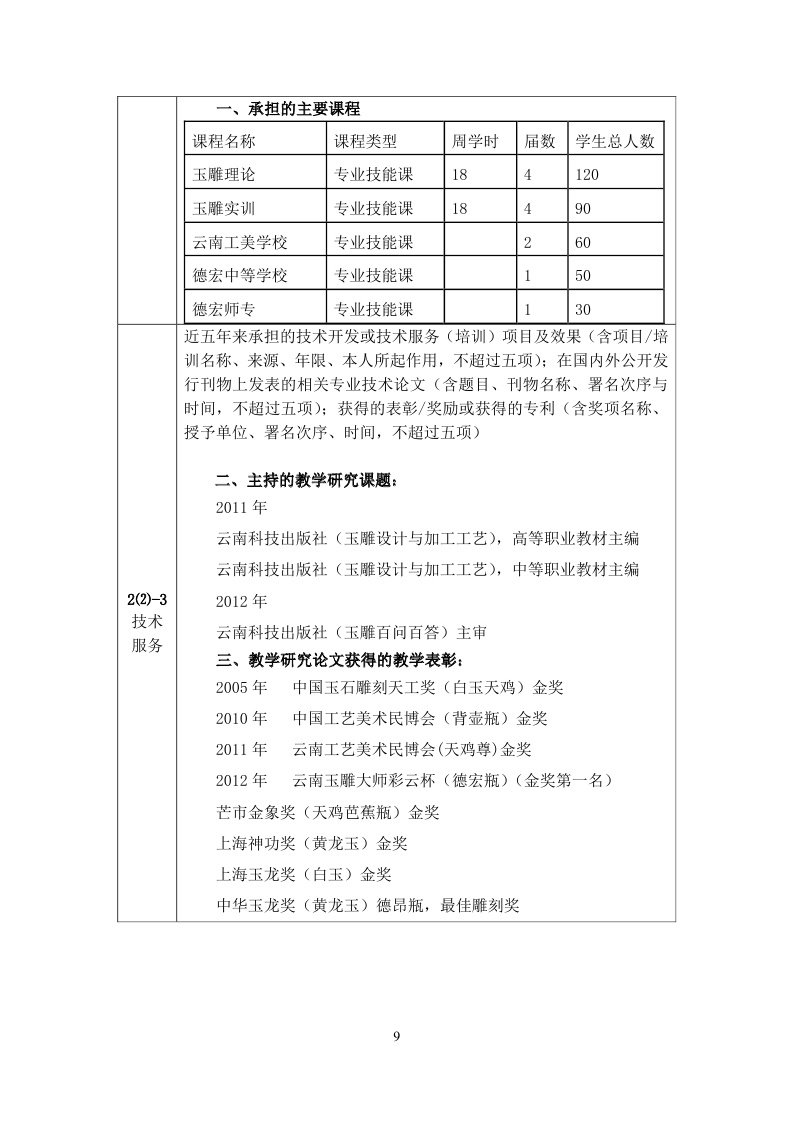 一、承担的主要课程
课程名称 课程类型 周学时 届数 学生总人数
玉雕理论 专业技能课 18 4 120
玉雕实训 专业技能课 18 4 90
云南工美学校 专业技能课 2 60
德宏中等学校 专业技能课 1 50
德宏师专 专业技能课 1 30
2⑵-3
技术
服务
近五年来承担的技术开发或技术服务（培训）项目及效果（含项目/培
训名称、来源、年限、本人所起作用，不超过五项）；在国内外公开发
行刊物上发表的相关专业技术论文（含题目、刊物名称、署名次序与
时间，不超过五项）；获得的表彰/奖励或获得的专利（含奖项名称、
授予单位、署名次序、时间，不超过五项）
二、主持的教学研究课题：
2011 年
云南科技出版社（玉雕设计与加工工艺），高等职业教材主编
云南科技出版社（玉雕设计与加工工艺），中等职业教材主编
2012 年
云南科技出版社（玉雕百问百答）主审
三、教学研究论文获得的教学表彰：
2005 年 中国玉石雕刻天工奖（白玉天鸡）金奖
2010 年 中国工艺美术民博会（背壶瓶）金奖
2011 年 云南工艺美术民博会(天鸡尊)金奖
2012 年 云南玉雕大师彩云杯（德宏瓶）（金奖第一名）
芒市金象奖（天鸡芭蕉瓶）金奖
上海神功奖（黄龙玉）金奖
上海玉龙奖（白玉）金奖
中华玉龙奖（黄龙玉）德昂瓶，最佳雕刻奖
9